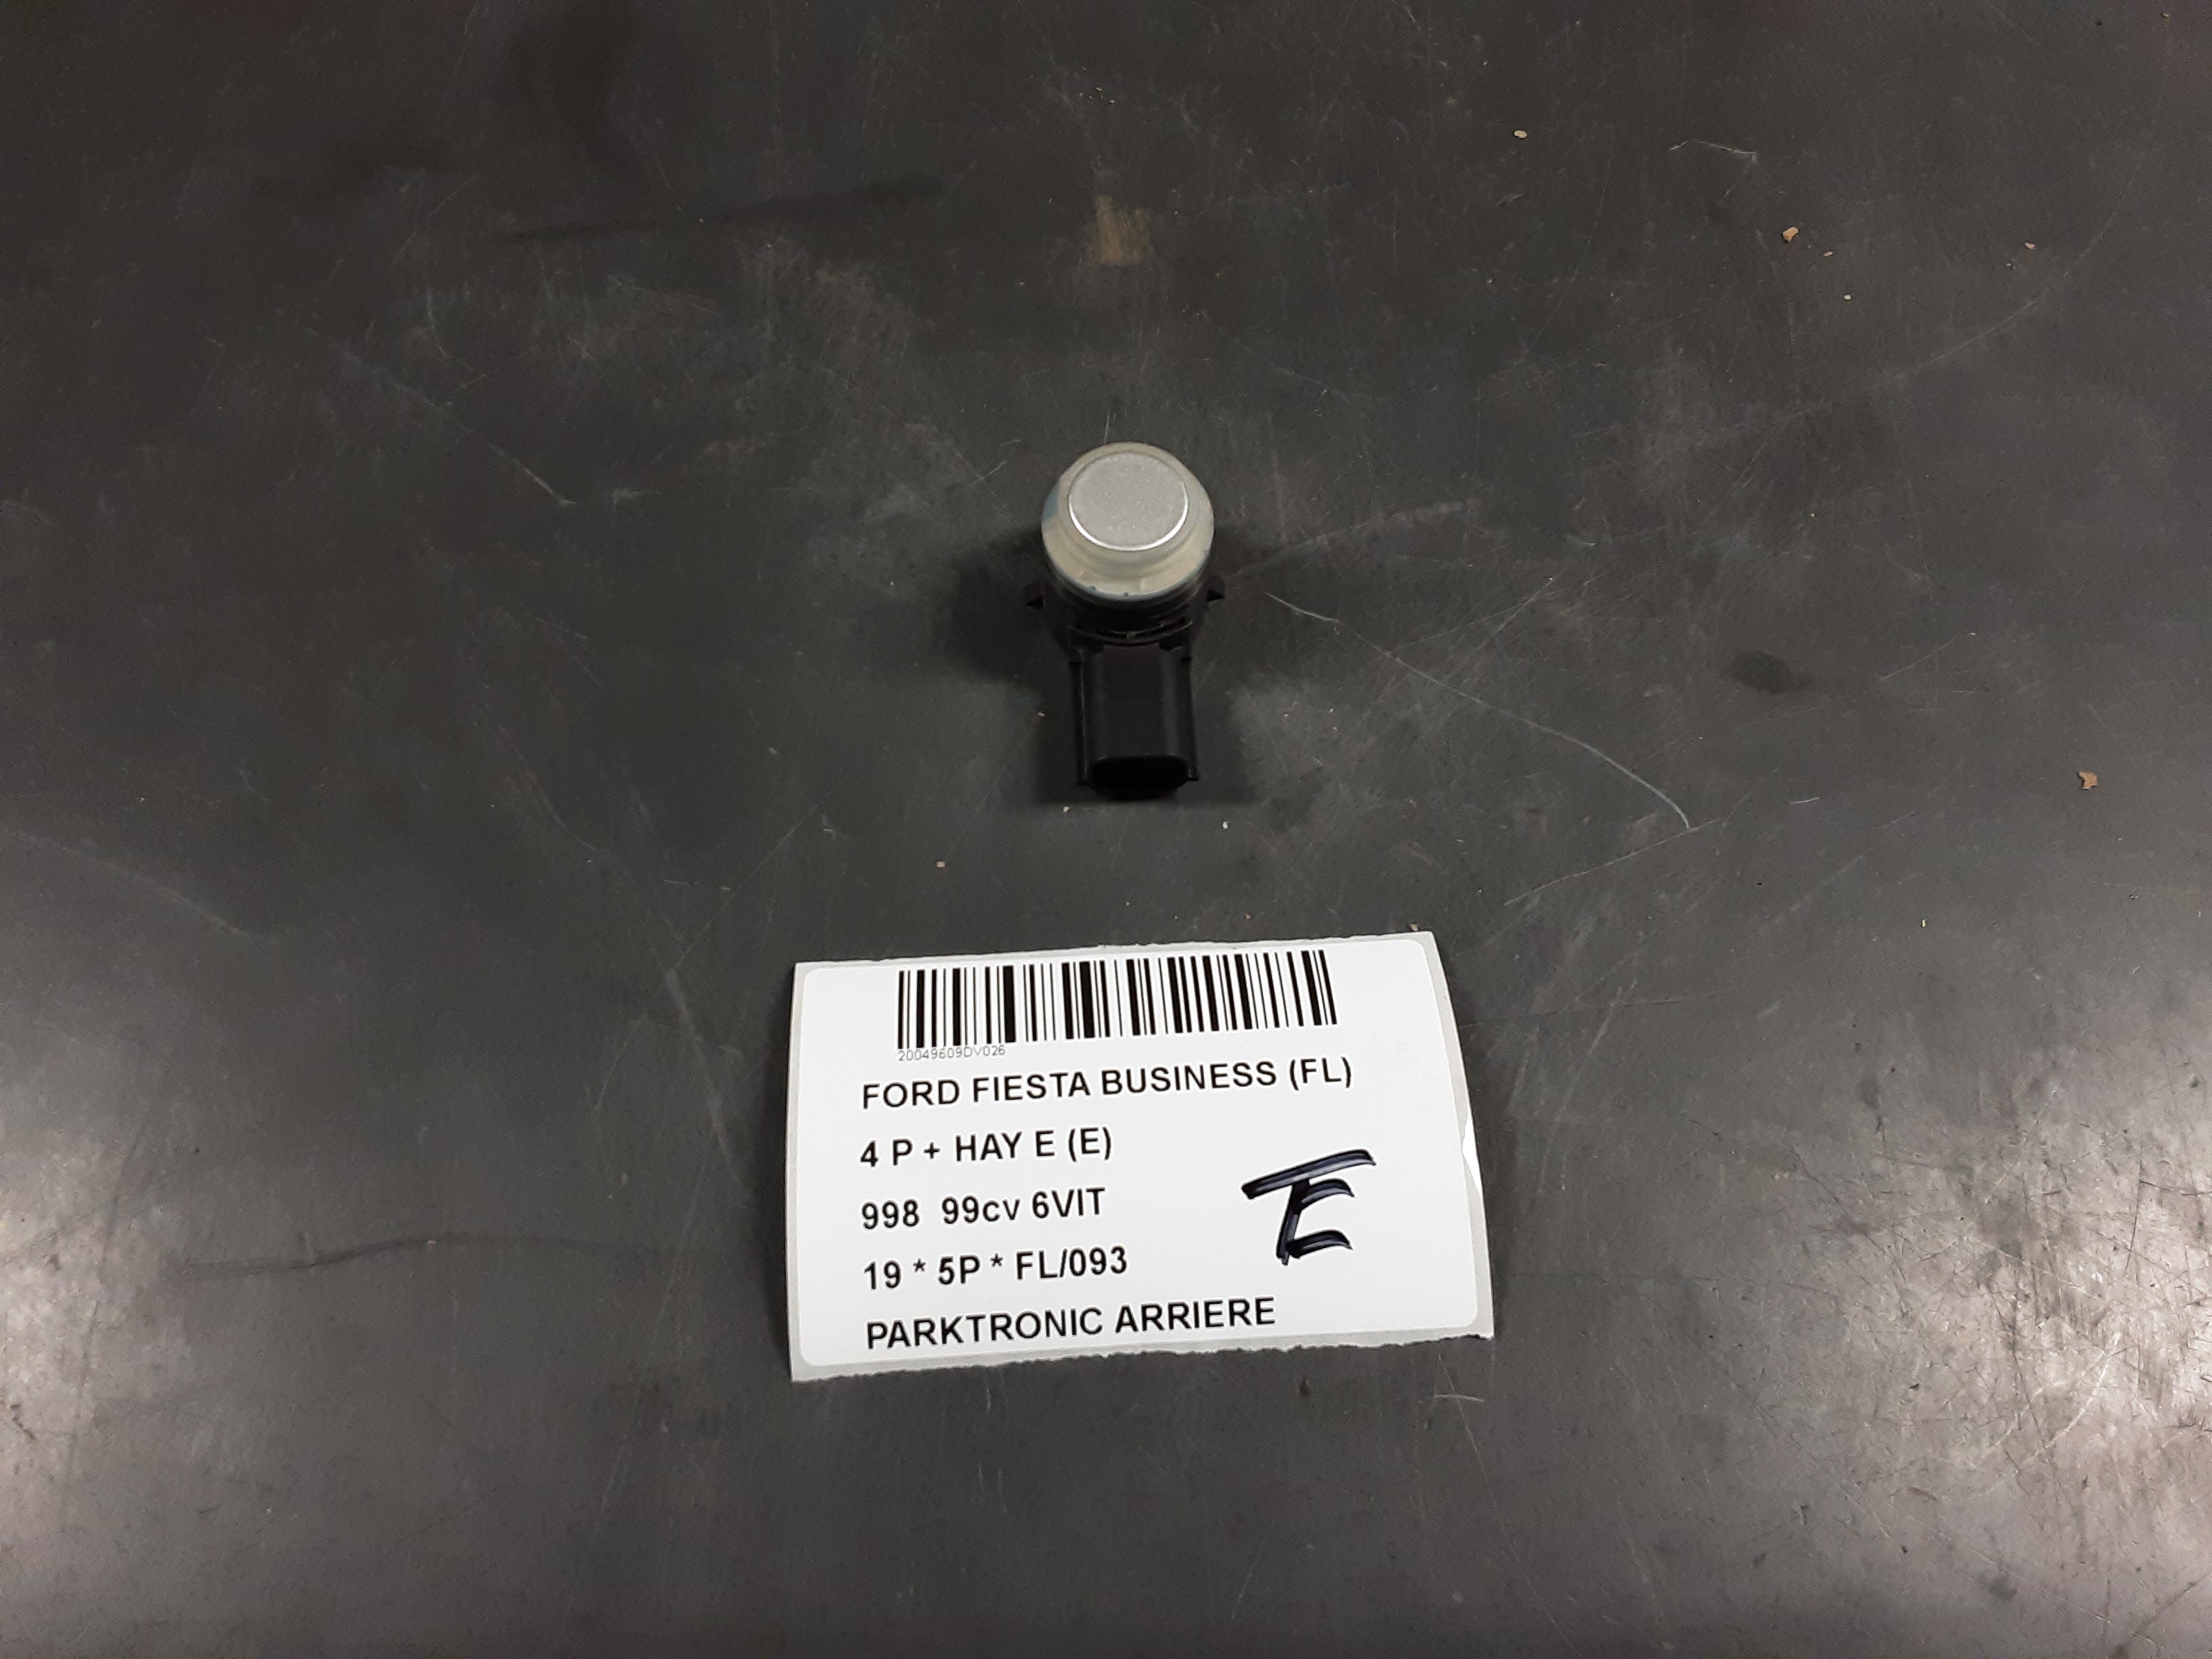 20049609DV026
FORD FIESTA BUSINESS (FL)
4 P + HAY E (E)
998 99cv 6VIT
19 * 5P * FL/093
PARKTRONIC ARRIERE